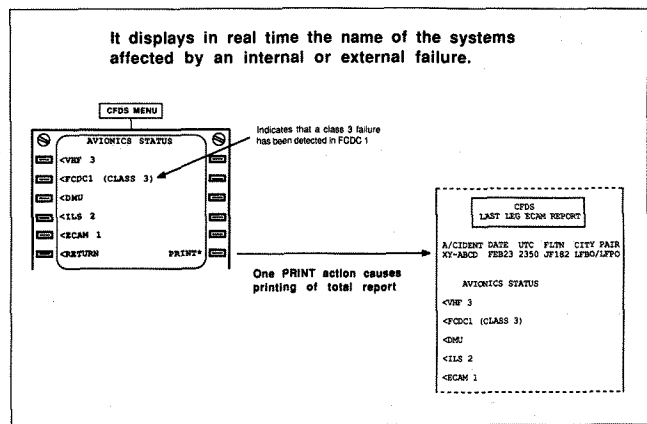 It displays in real time the name of the systems
affected by an internal or external failure.
CFDS MENU
AVIONICS STATUS
<VHF 3
<FCDC1 (CLASS 3)
<DMU
<ILS 2
<ECAM 1
<RETURN PRINT*
Indicates that a class 3 failure
has been detected in FCDC 1
One PRINT action causes
printing of total report
CFDS
LAST LEG ECAM REPORT
A/CIDENT DATE UTC FLTN CITY PAIR
XY-ABCD FEB23 2350 JF182 LFBO/LFPO
AVIONICS STATUS
<VHF 3
<FCDC1 (CLASS 3)
<DMU
<ILS 2
<ECAM 1